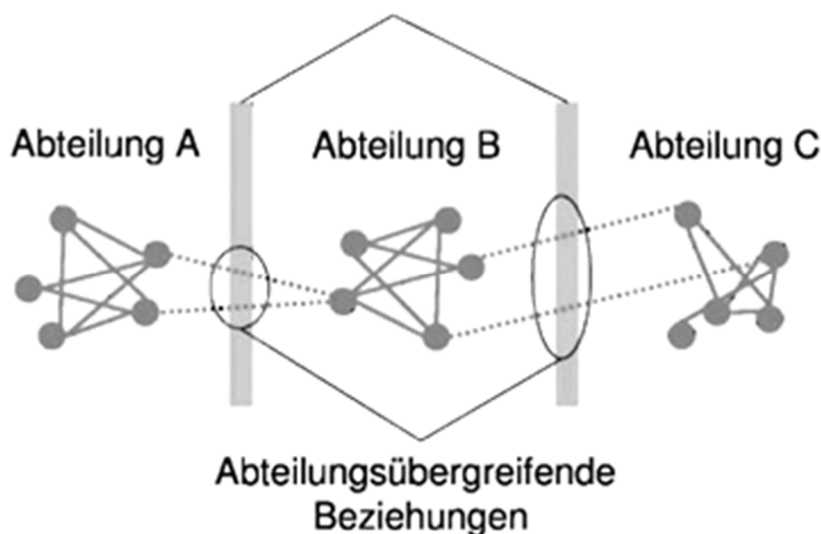 Abteilung A
Abteilung B
Abteilung C
Abteilungsübergreifende
Beziehungen